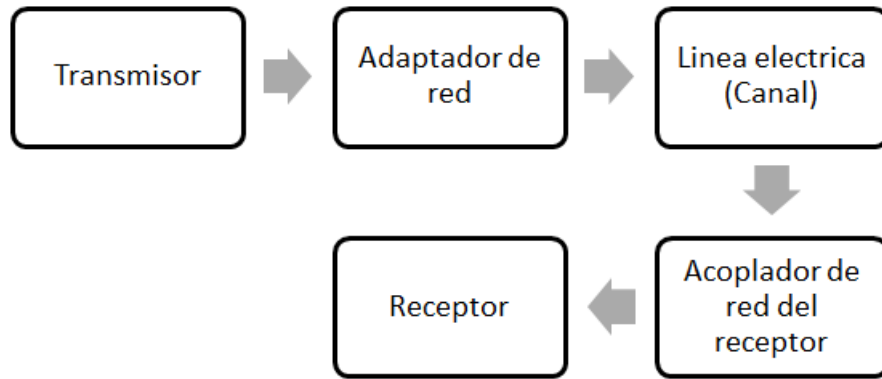 Transmisor
Adaptador de
red
Linea electrica
(Canal)
Acoplador de
red del
receptor
Receptor